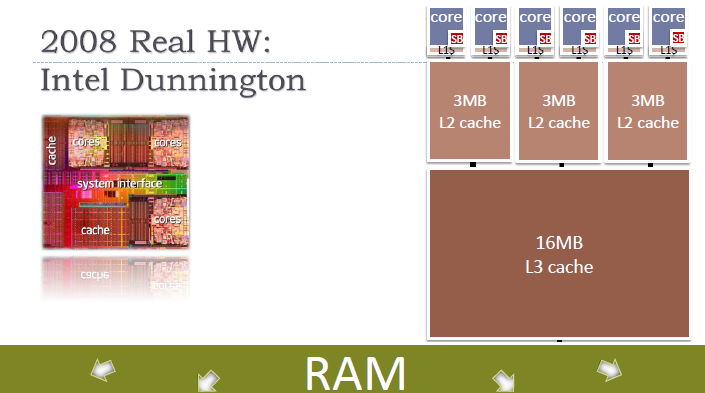 2008 Real HW:
Intel Dunnington
core core core core core core
SB SB SB SB SB SB
L1$ L1$ L1$ L1$ L1$ L1$
3MB
L2 cache
3MB
L2 cache
3MB
L2 cache
cache
cores
cores
system interface
cores
cache
16MB
L3 cache
RAM